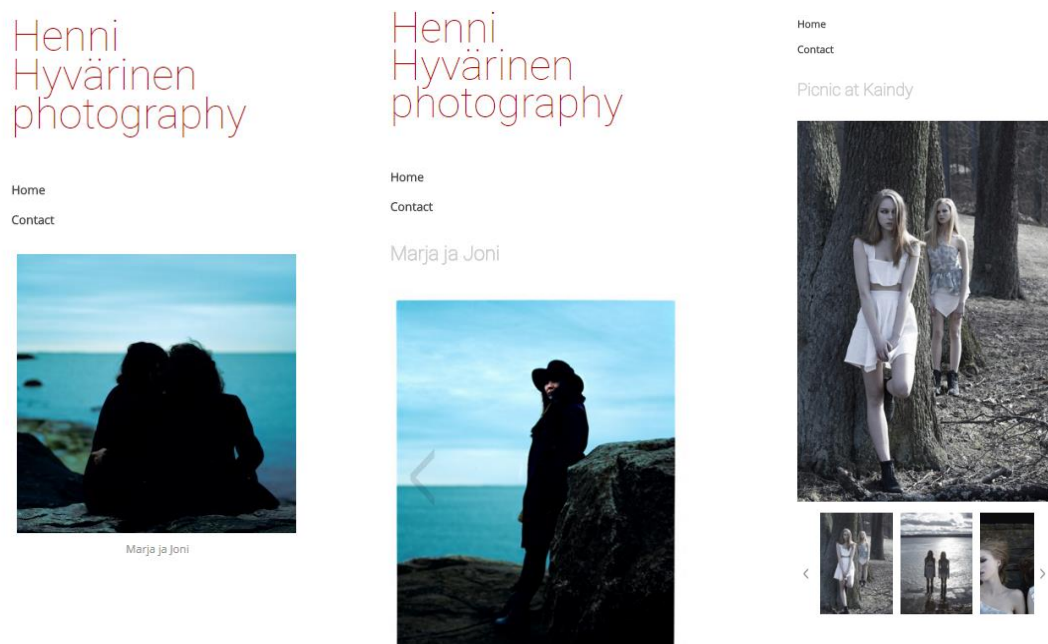 Henni
Hyvärinen
photography
Home
Contact
Marja ja Joni
Henni
Hyvärinen
photography
Home
Contact
Marja ja Joni
Home
Contact
Picnic at Kaindy